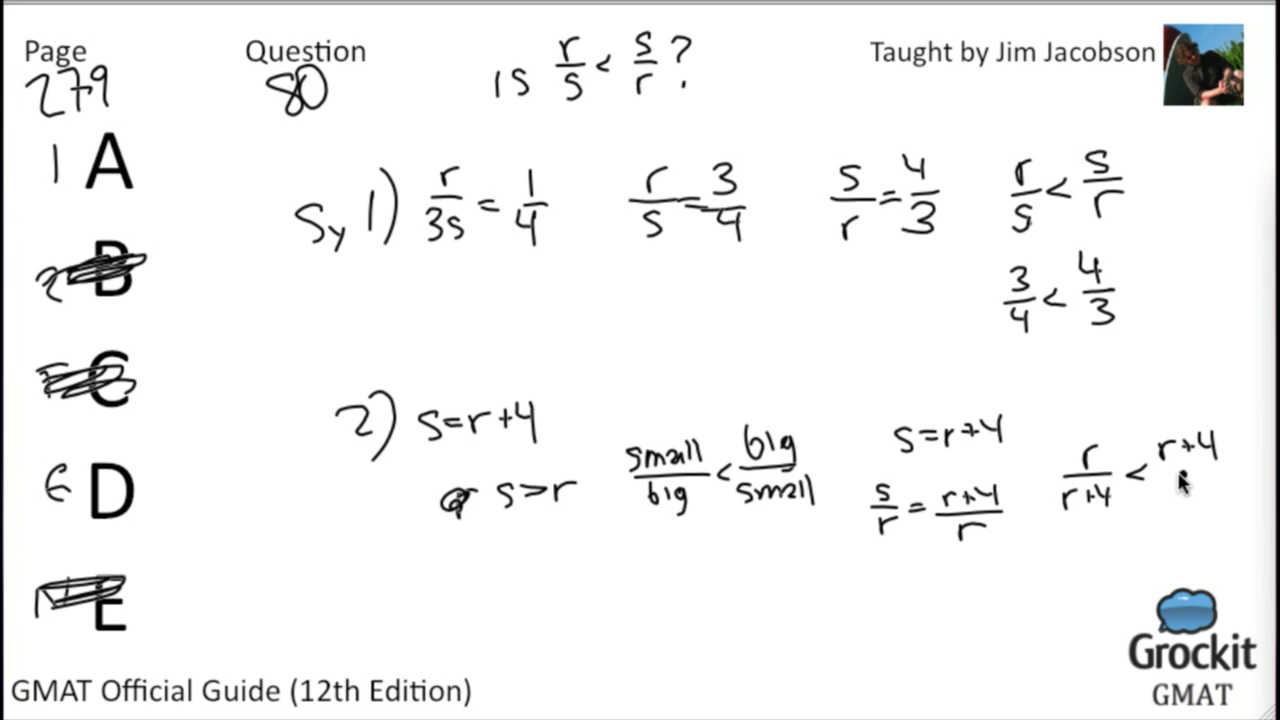 Page Question Taught by Jim Jacobson
279 80 is r/s < s/r ?
1 A
Sy 1) r/3s = 1/4 r/s = 3/4 s/r = 4/3 r/s < s/r
3/4 < 4/3
2 B
C
2) s=r+4 small/big < big/small s=r+4
s>r s/r = r+4/r r/r+4 < r+4
E D
E
Grockit
GMAT
GMAT Official Guide (12th Edition)